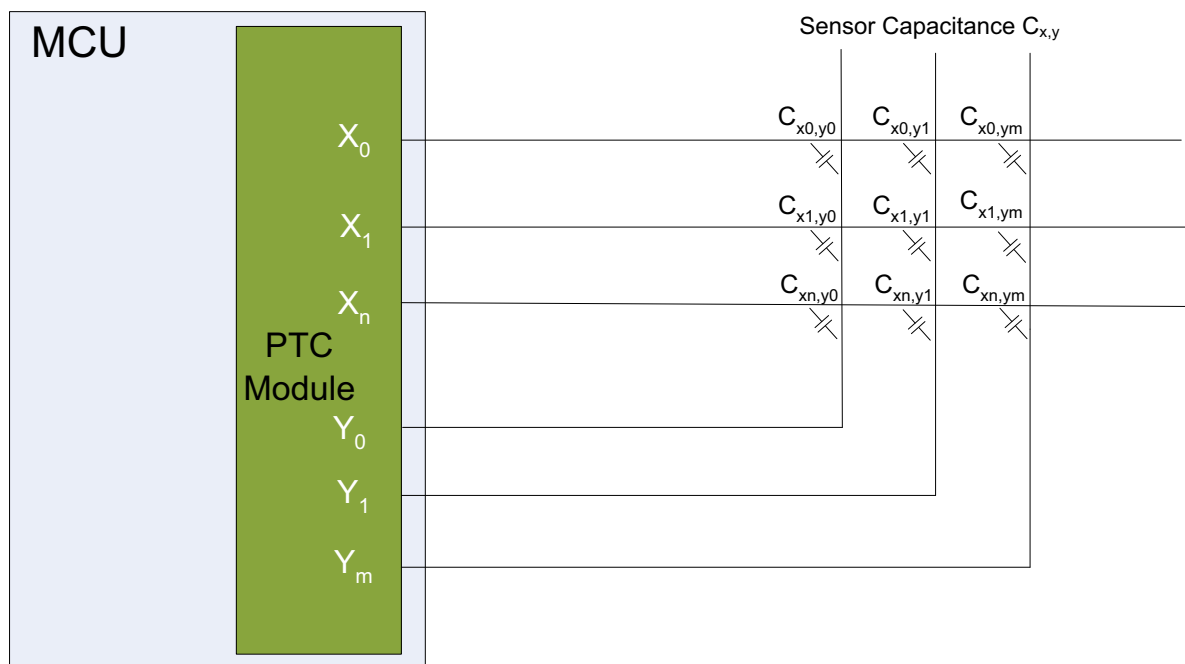 MCU
Sensor Capacitance Cx,y
X0
Cx0,y0 Cx0,y1 Cx0,ym
X1
Cx1,y0 Cx1,y1 Cx1,ym
Xn
Cxn,y0 Cxn,y1 Cxn,ym
PTC
Module
Y0
Y1
Ym